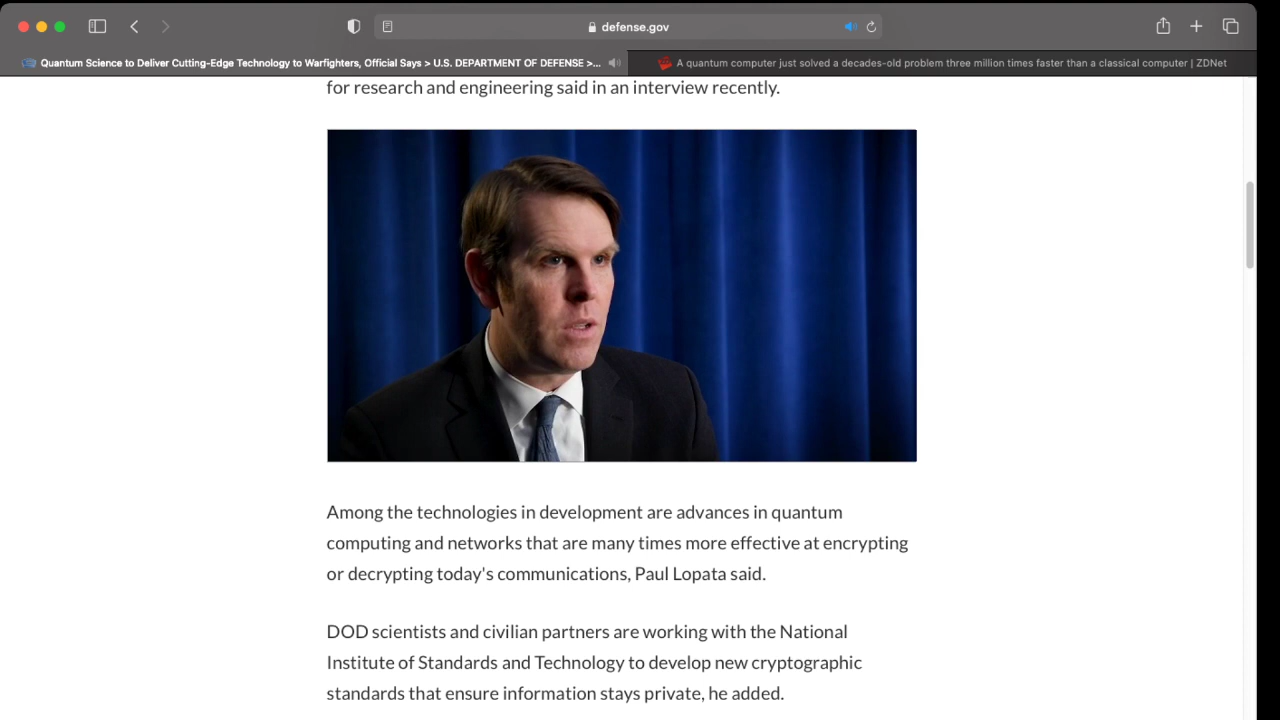 defense.gov
Quantum Science to Deliver Cutting-Edge Technology to Warfighters, Official Says > U.S. DEPARTMENT OF DEFENSE >...
A quantum computer just solved a decades-old problem three million times faster than a classical computer | ZDNet
for research and engineering said in an interview recently.
Among the technologies in development are advances in quantum
computing and networks that are many times more effective at encrypting
or decrypting today's communications, Paul Lopata said.
DOD scientists and civilian partners are working with the National
Institute of Standards and Technology to develop new cryptographic
standards that ensure information stays private, he added.